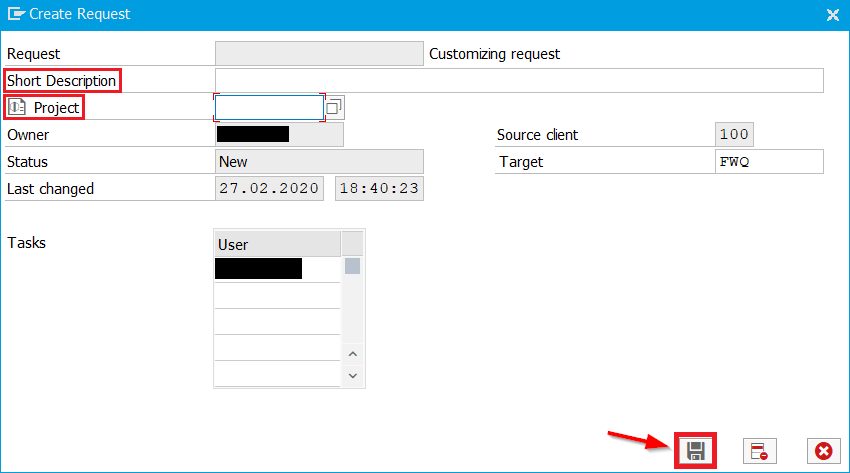 Create Request
Request Customizing request
Short Description
Project
Owner Source client 100
Status New Target FWQ
Last changed 27.02.2020 18:40:23
Tasks User